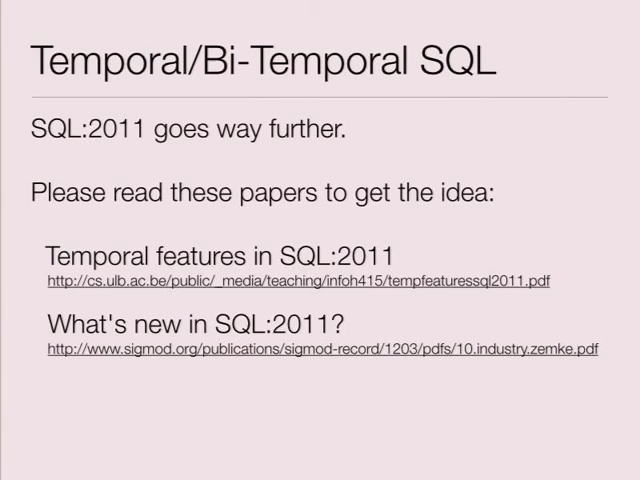 Temporal/Bi-Temporal SQL
SQL:2011 goes way further.
Please read these papers to get the idea:
Temporal features in SQL:2011
http://cs.ulb.ac.be/public/_media/teaching/infoh415/tempfeaturessql2011.pdf
What's new in SQL:2011?
http://www.sigmod.org/publications/sigmod-record/1203/pdfs/10.industry.zemke.pdf